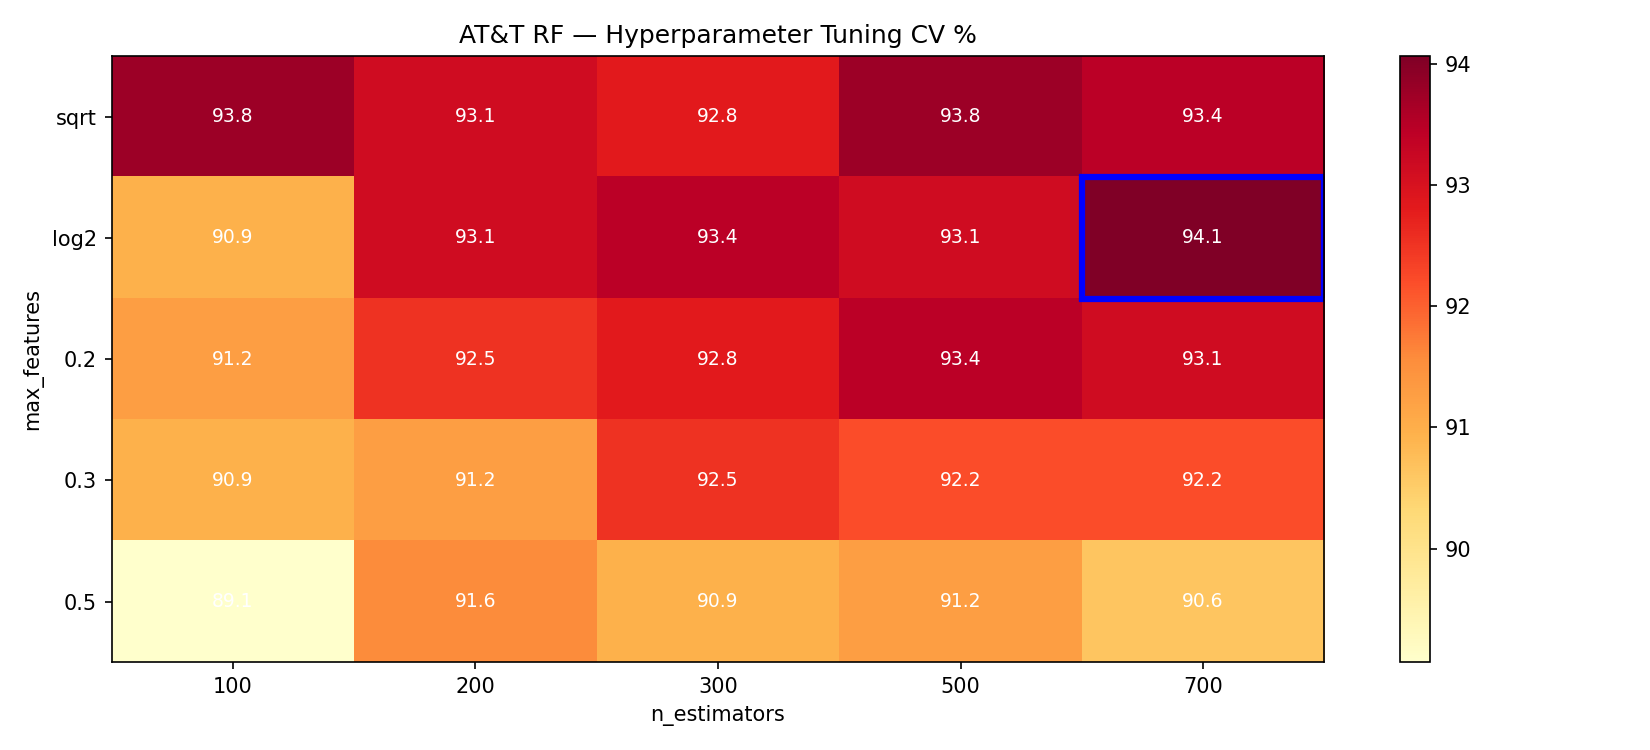 AT&T RF — Hyperparameter Tuning CV %
sqrt 93.8 93.1 92.8 93.8 93.4
log2 90.9 93.1 93.4 93.1 94.1
0.2 91.2 92.5 92.8 93.4 93.1
0.3 90.9 91.2 92.5 92.2 92.2
0.5 89.1 91.6 90.9 91.2 90.6
100 200 300 500 700
n_estimators
max_features
94
93
92
91
90